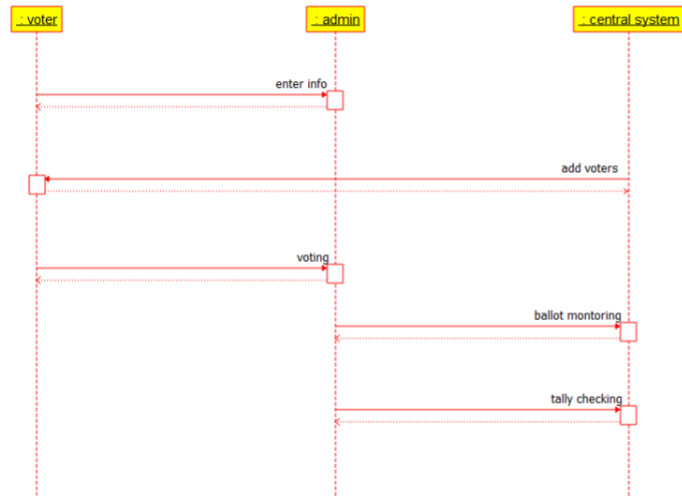 : voter
: admin
: central system
enter info
add voters
voting
ballot montoring
tally checking